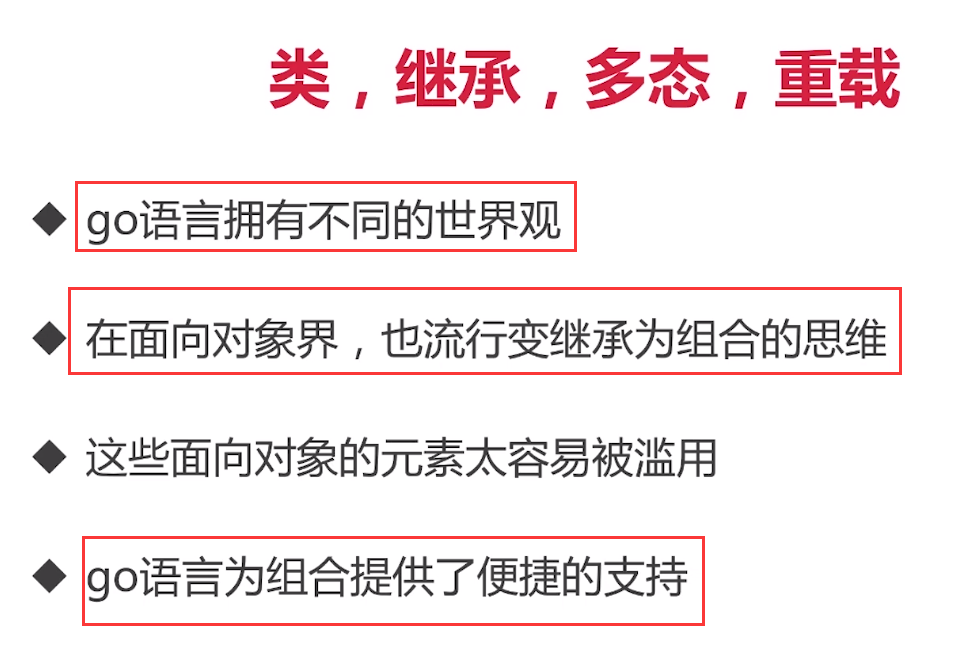 类，继承，多态，重载
go语言拥有不同的世界观
在面向对象界，也流行变继承为组合的思维
这些面向对象的元素太容易被滥用
go语言为组合提供了便捷的支持